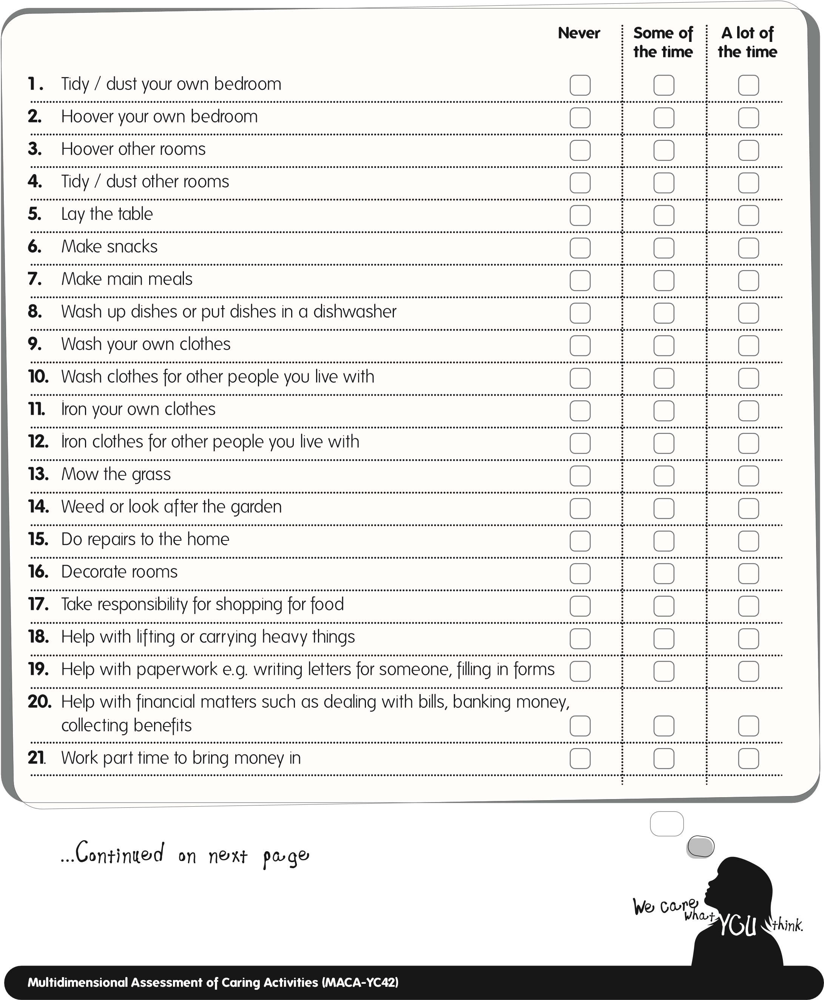 Never Some of A lot of
the time the time
1. Tidy / dust your own bedroom
2. Hoover your own bedroom
3. Hoover other rooms
4. Tidy / dust other rooms
5. Lay the table
6. Make snacks
7. Make main meals
8. Wash up dishes or put dishes in a dishwasher
9. Wash your own clothes
10. Wash clothes for other people you live with
11. Iron your own clothes
12. Iron clothes for other people you live with
13. Mow the grass
14. Weed or look after the garden
15. Do repairs to the home
16. Decorate rooms
17. Take responsibility for shopping for food
18. Help with lifting or carrying heavy things
19. Help with paperwork e.g. writing letters for someone, filling in forms
20. Help with financial matters such as dealing with bills, banking money,
collecting benefits
21. Work part time to bring money in
...Continued on next page
We care
what YOU think.
Multidimensional Assessment of Caring Activities (MACA-YC42)